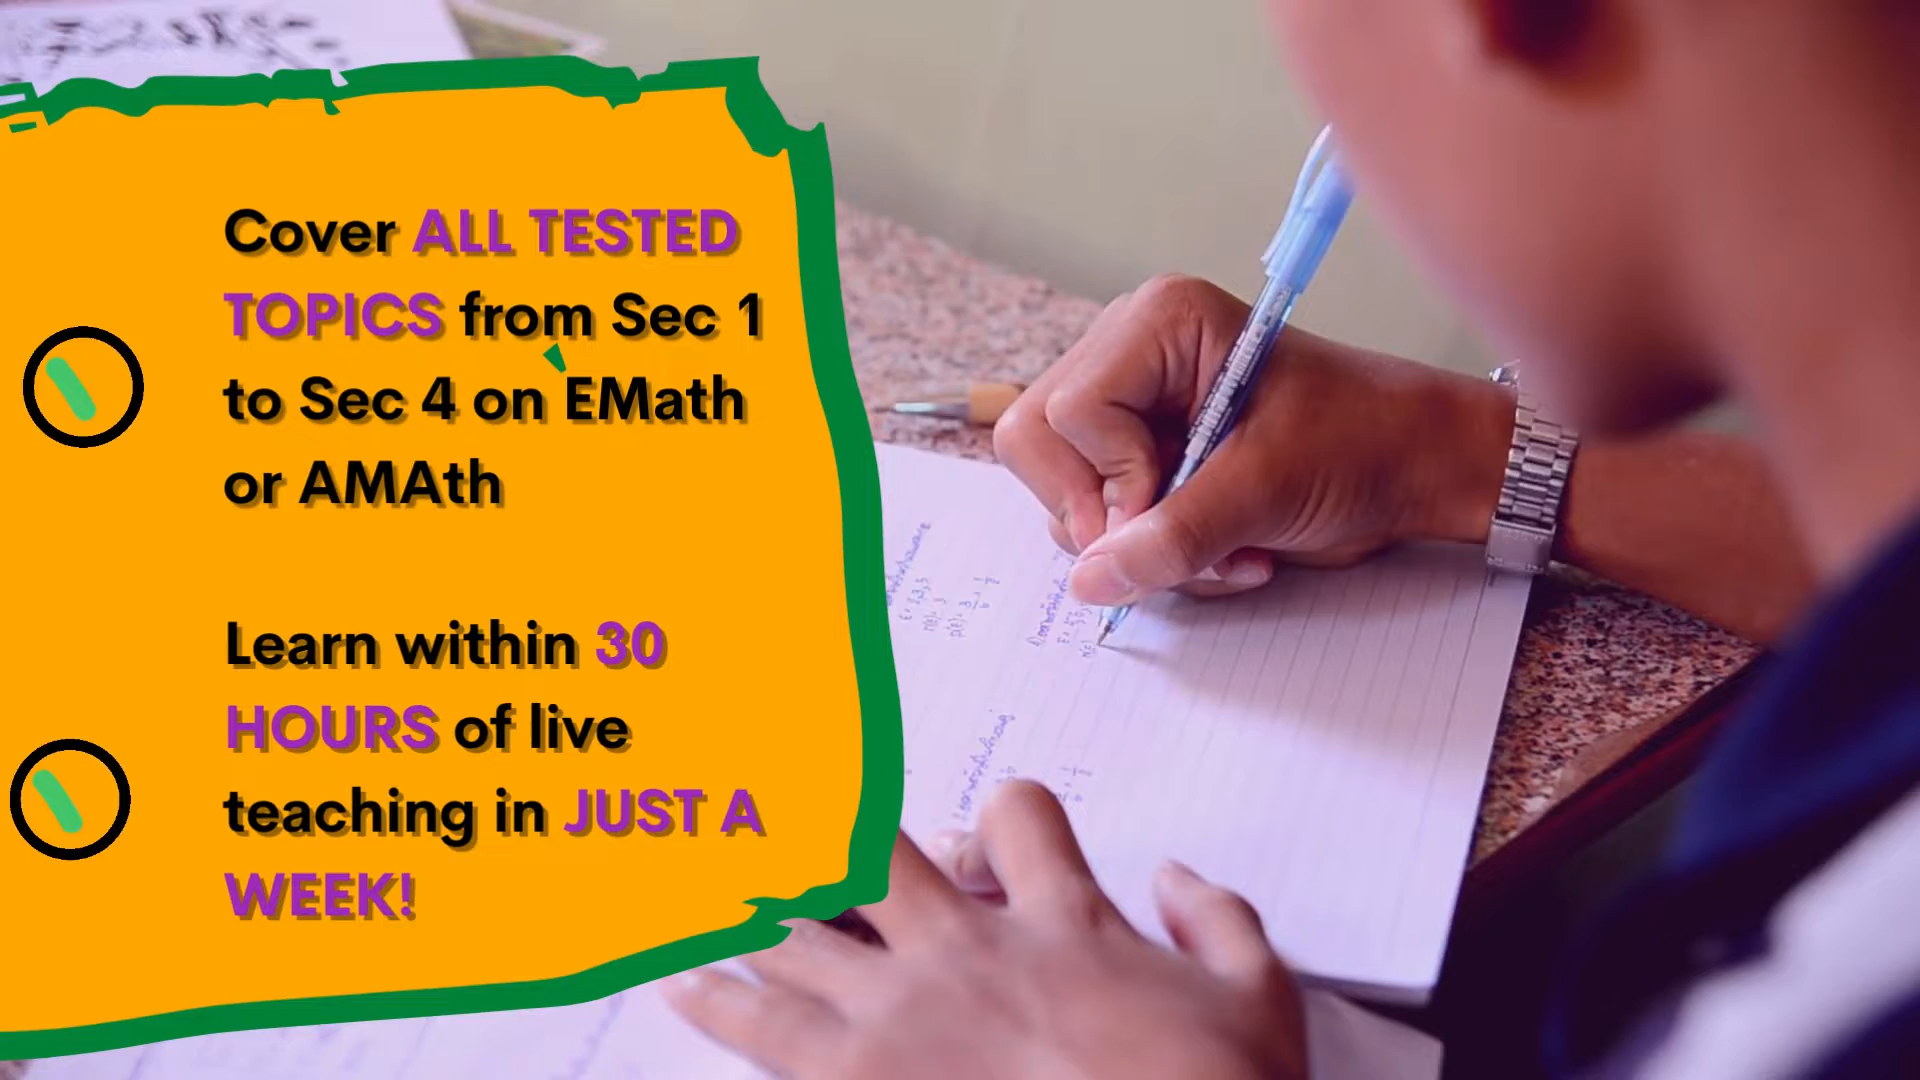 Cover ALL TESTED
TOPICS from Sec 1
to Sec 4 on EMath
or AMAth
Learn within 30
HOURS of live
teaching in JUST A
WEEK!